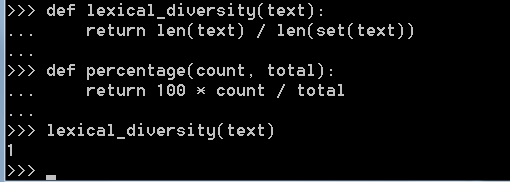 >>> def lexical_diversity(text):
...     return len(text) / len(set(text))
...
>>> def percentage(count, total):
...     return 100 * count / total
...
>>> lexical_diversity(text)
1
>>>